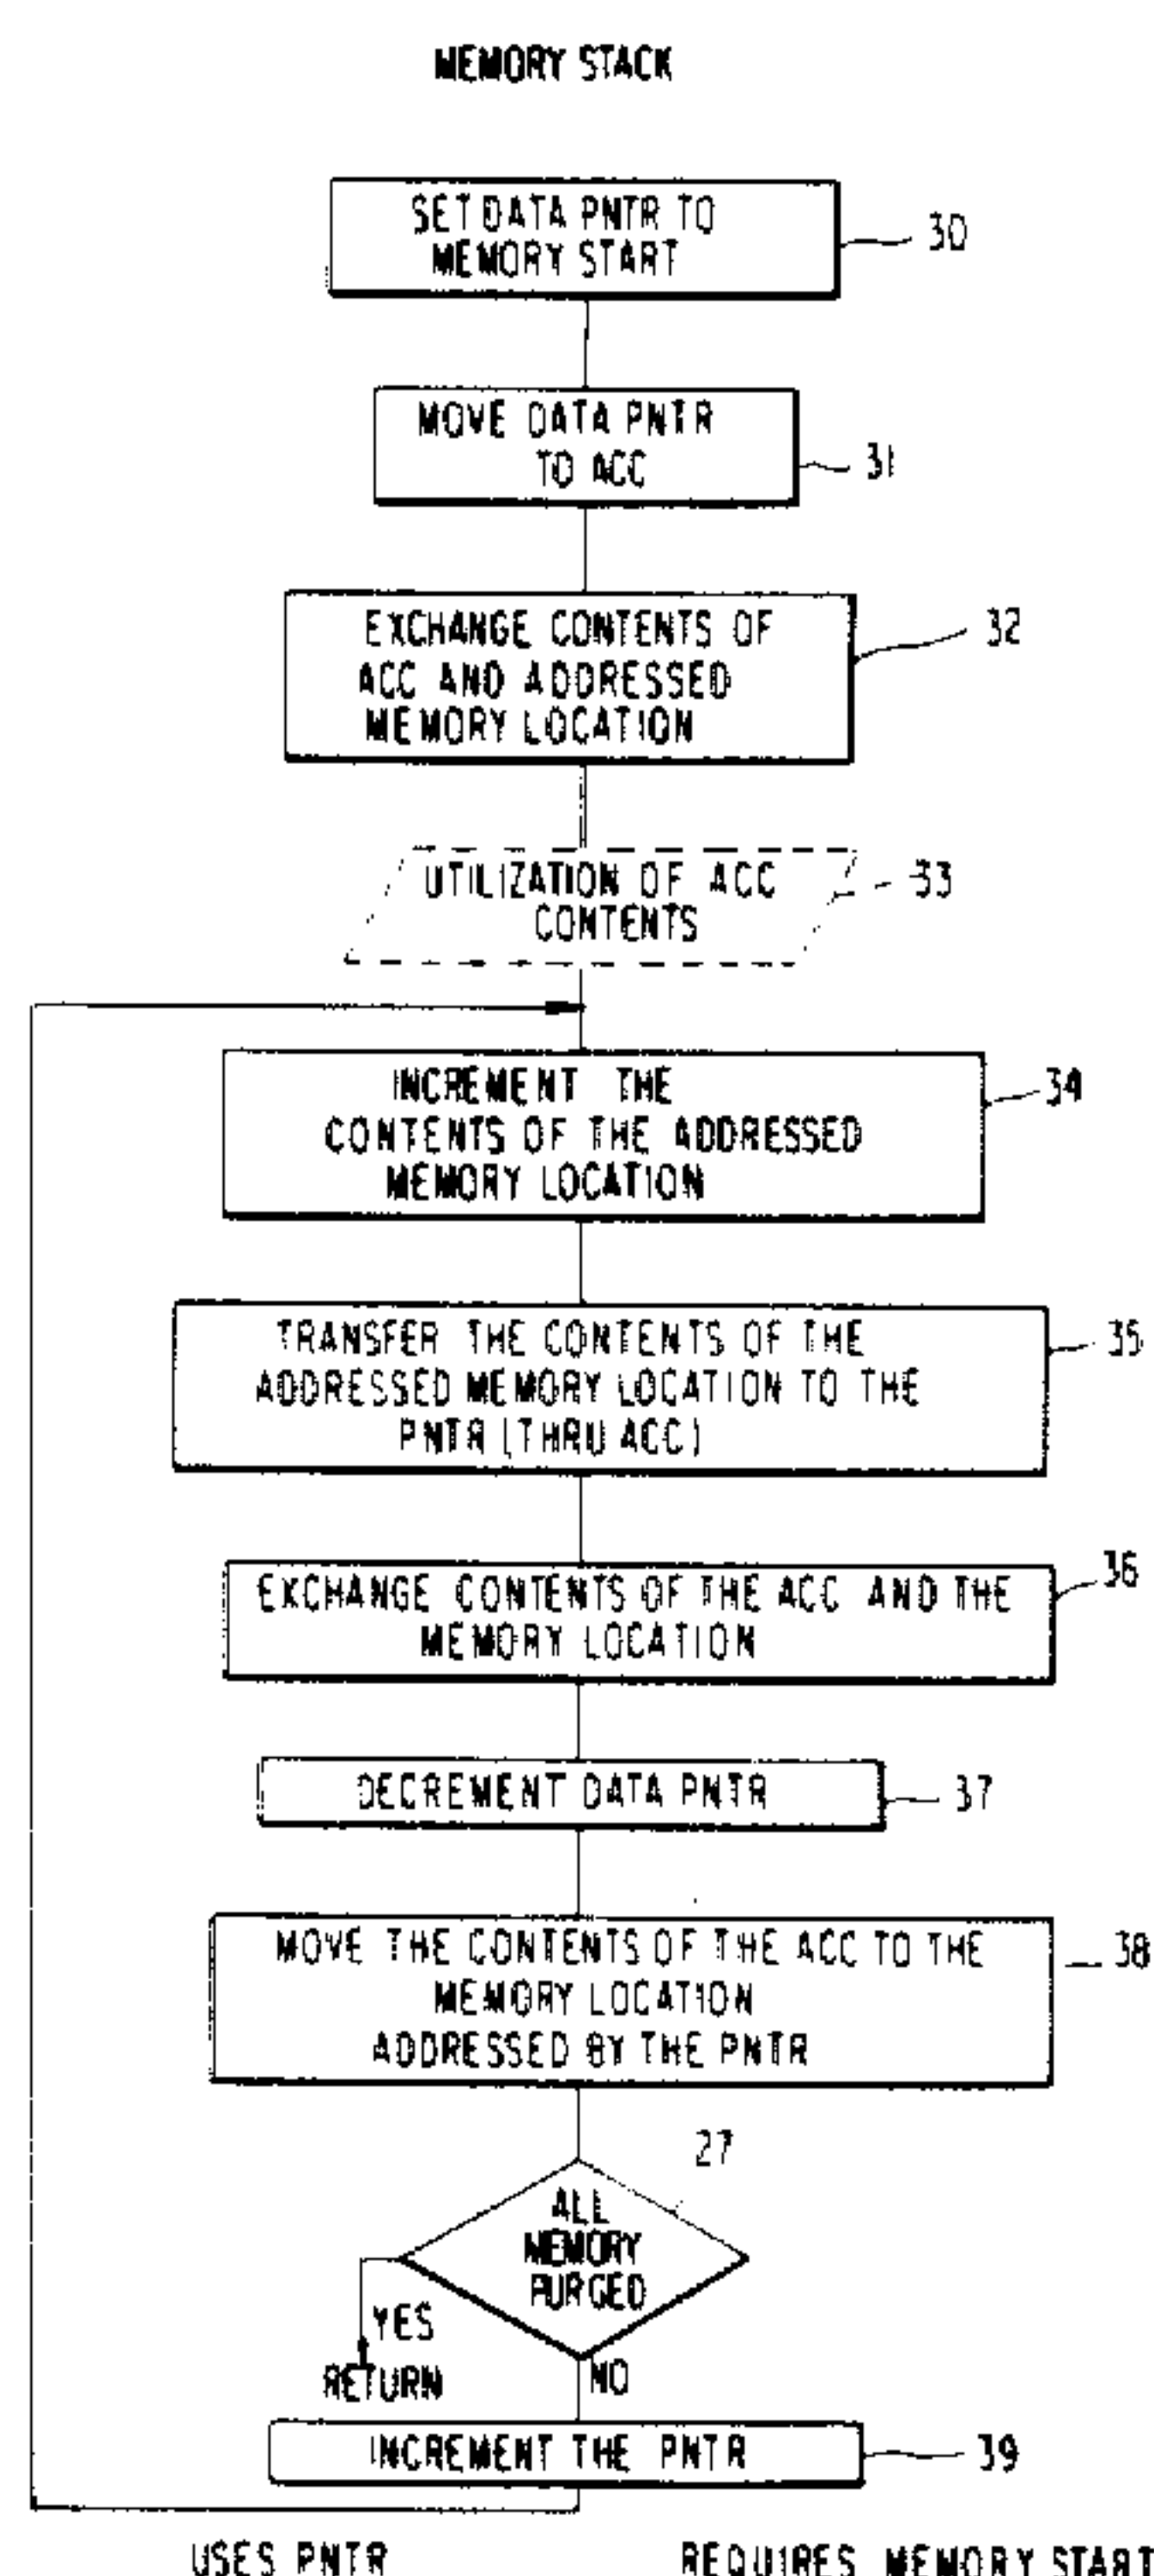 MEMORY STACK
SET DATA PNTR TO
MEMORY START
30
MOVE DATA PNTR
TO ACC
31
EXCHANGE CONTENTS OF
ACC AND ADDRESSED
MEMORY LOCATION
32
UTILIZATION OF ACC
CONTENTS
33
INCREMENT THE
CONTENTS OF THE ADDRESSED
MEMORY LOCATION
34
TRANSFER THE CONTENTS OF THE
ADDRESSED MEMORY LOCATION TO THE
PNTR (THRU ACC)
35
EXCHANGE CONTENTS OF THE ACC AND THE
MEMORY LOCATION
36
DECREMENT DATA PNTR
37
MOVE THE CONTENTS OF THE ACC TO THE
MEMORY LOCATION
ADDRESSED BY THE PNTR
38
27
ALL
MEMORY
PURGED
YES
RETURN
NO
INCREMENT THE PNTR
39
USES PNTR
REQUIRES MEMORY START